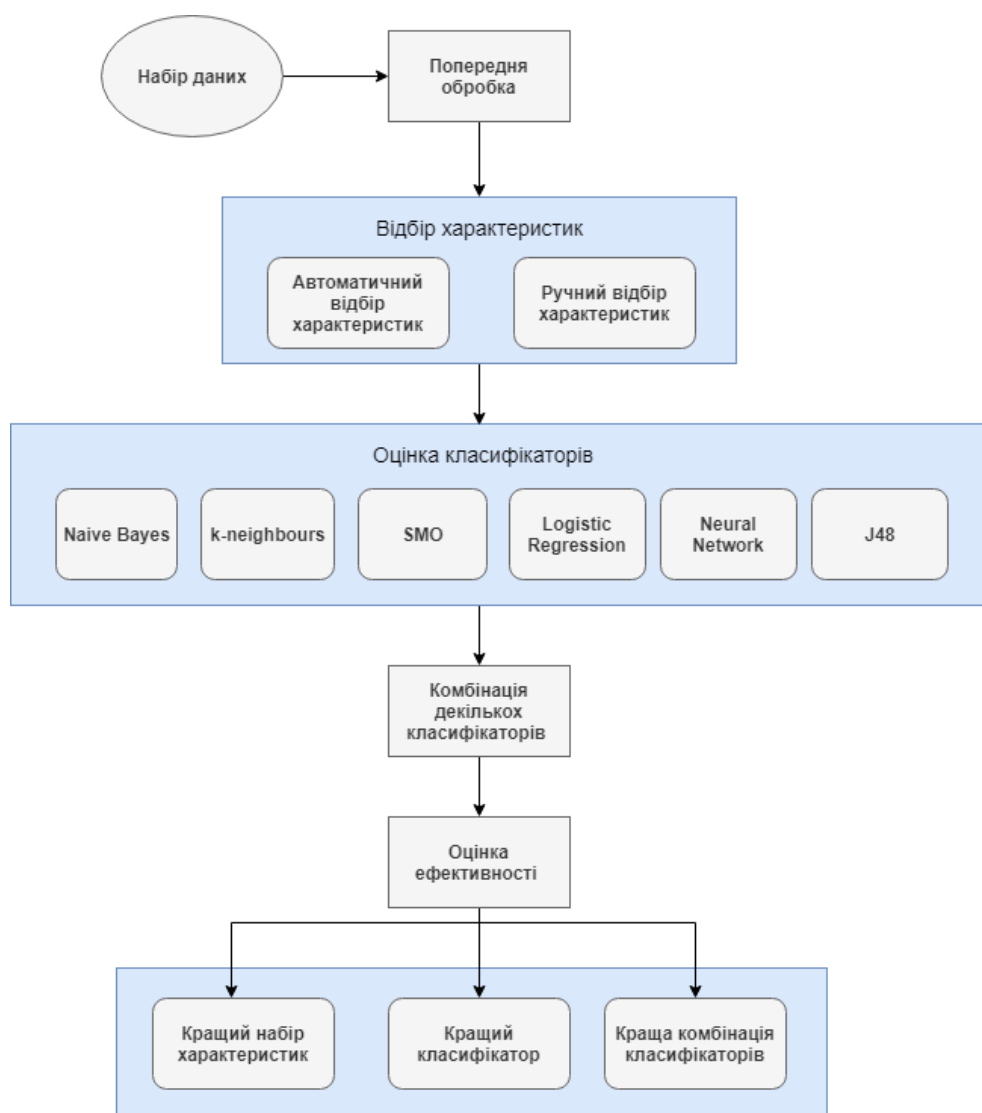 Набір даних
Попередня
обробка
Відбір характеристик
Автоматичний
відбір
характеристик
Ручний відбір
характеристик
Оцінка класифікаторів
Naive Bayes
k-neighbours
SMO
Logistic
Regression
Neural
Network
J48
Комбінація
декількох
класифікаторів
Оцінка
ефективності
Кращий набір
характеристик
Кращий
класифікатор
Краща комбінація
класифікаторів